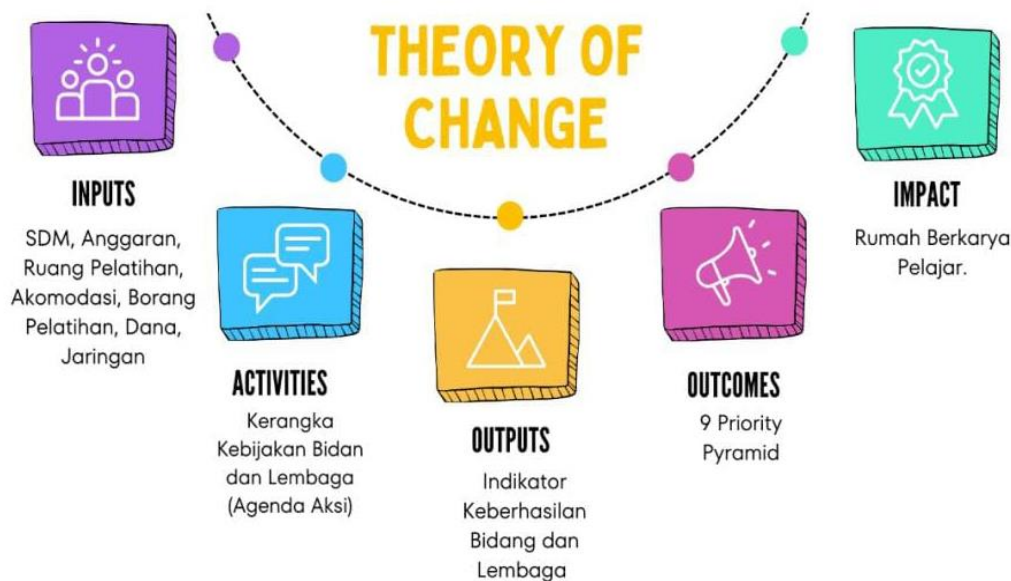 THEORY OF
CHANGE
INPUTS
SDM, Anggaran,
Ruang Pelatihan,
Akomodasi, Borang
Pelatihan, Dana,
Jaringan
ACTIVITIES
Kerangka
Kebijakan Bidan
dan Lembaga
(Agenda Aksi)
OUTPUTS
Indikator
Keberhasilan
Bidang dan
Lembaga
OUTCOMES
9 Priority
Pyramid
IMPACT
Rumah Berkarya
Pelajar.